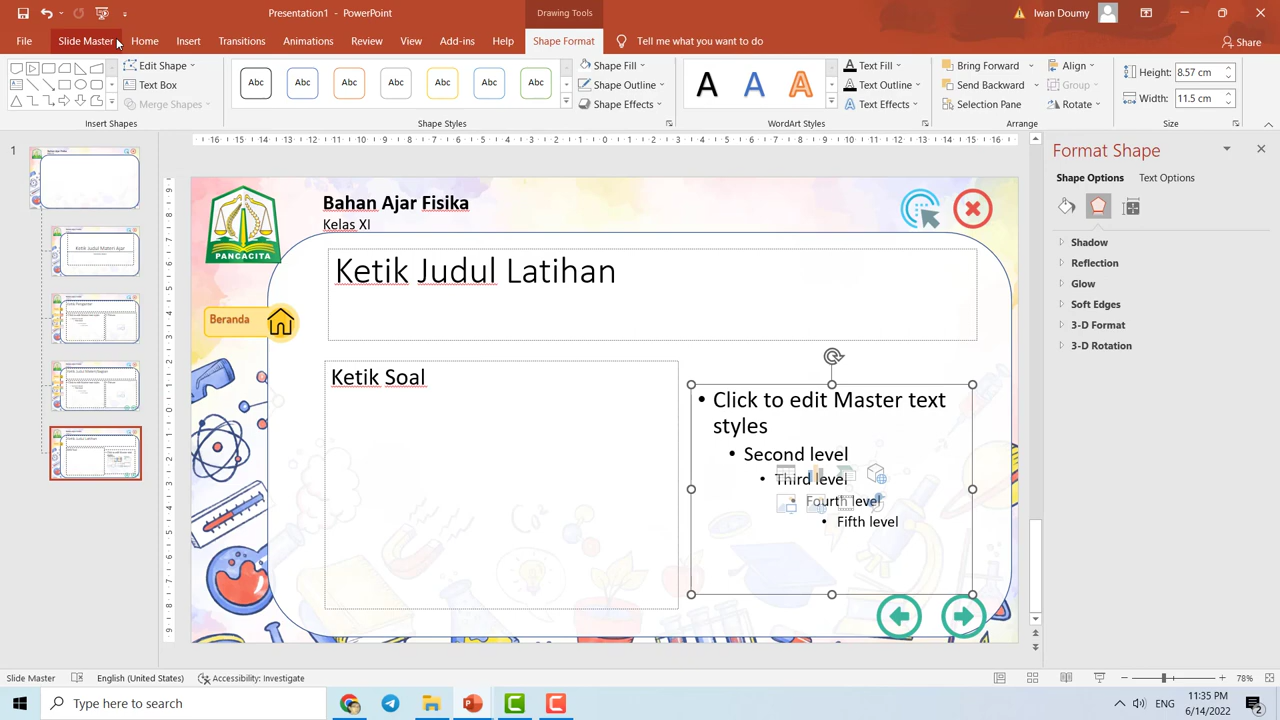 Presentation1 - PowerPoint
Drawing Tools
Iwan Doumy
File
Slide Master
Home
Insert
Transitions
Animations
Review
View
Add-ins
Help
Shape Format
Tell me what you want to do
Share
Edit Shape
Text Box
Merge Shapes
Insert Shapes
Abc
Abc
Abc
Abc
Abc
Abc
Abc
Shape Fill
Shape Outline
Shape Effects
Shape Styles
A
A
A
Text Fill
Text Outline
Text Effects
WordArt Styles
Bring Forward
Send Backward
Selection Pane
Align
Group
Rotate
Arrange
Height:
8.57 cm
Width:
11.5 cm
Size
Format Shape
Shape Options
Text Options
Shadow
Reflection
Glow
Soft Edges
3-D Format
3-D Rotation
1
Ketik Judul Materi Ajar
PANCACITA
Bahan Ajar Fisika
Kelas XI
Beranda
Ketik Judul Latihan
Ketik Soal
• Click to edit Master text
styles
• Second level
• Third level
• Fourth level
• Fifth level
Slide Master
English (United States)
Accessibility: Investigate
78%
Type here to search
ENG
11:35 PM
6/14/2022
2